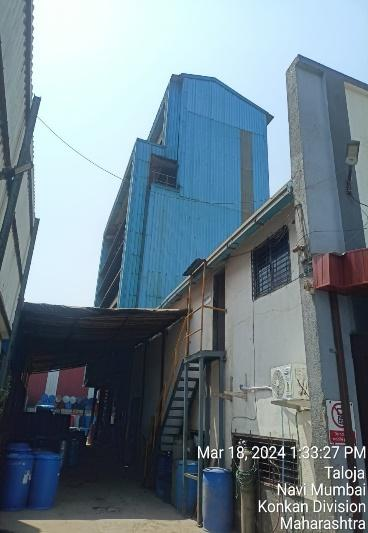 Mar 18, 2024 1:33:27 PM
Taloja
Navi Mumbai
Konkan Division
Maharashtra